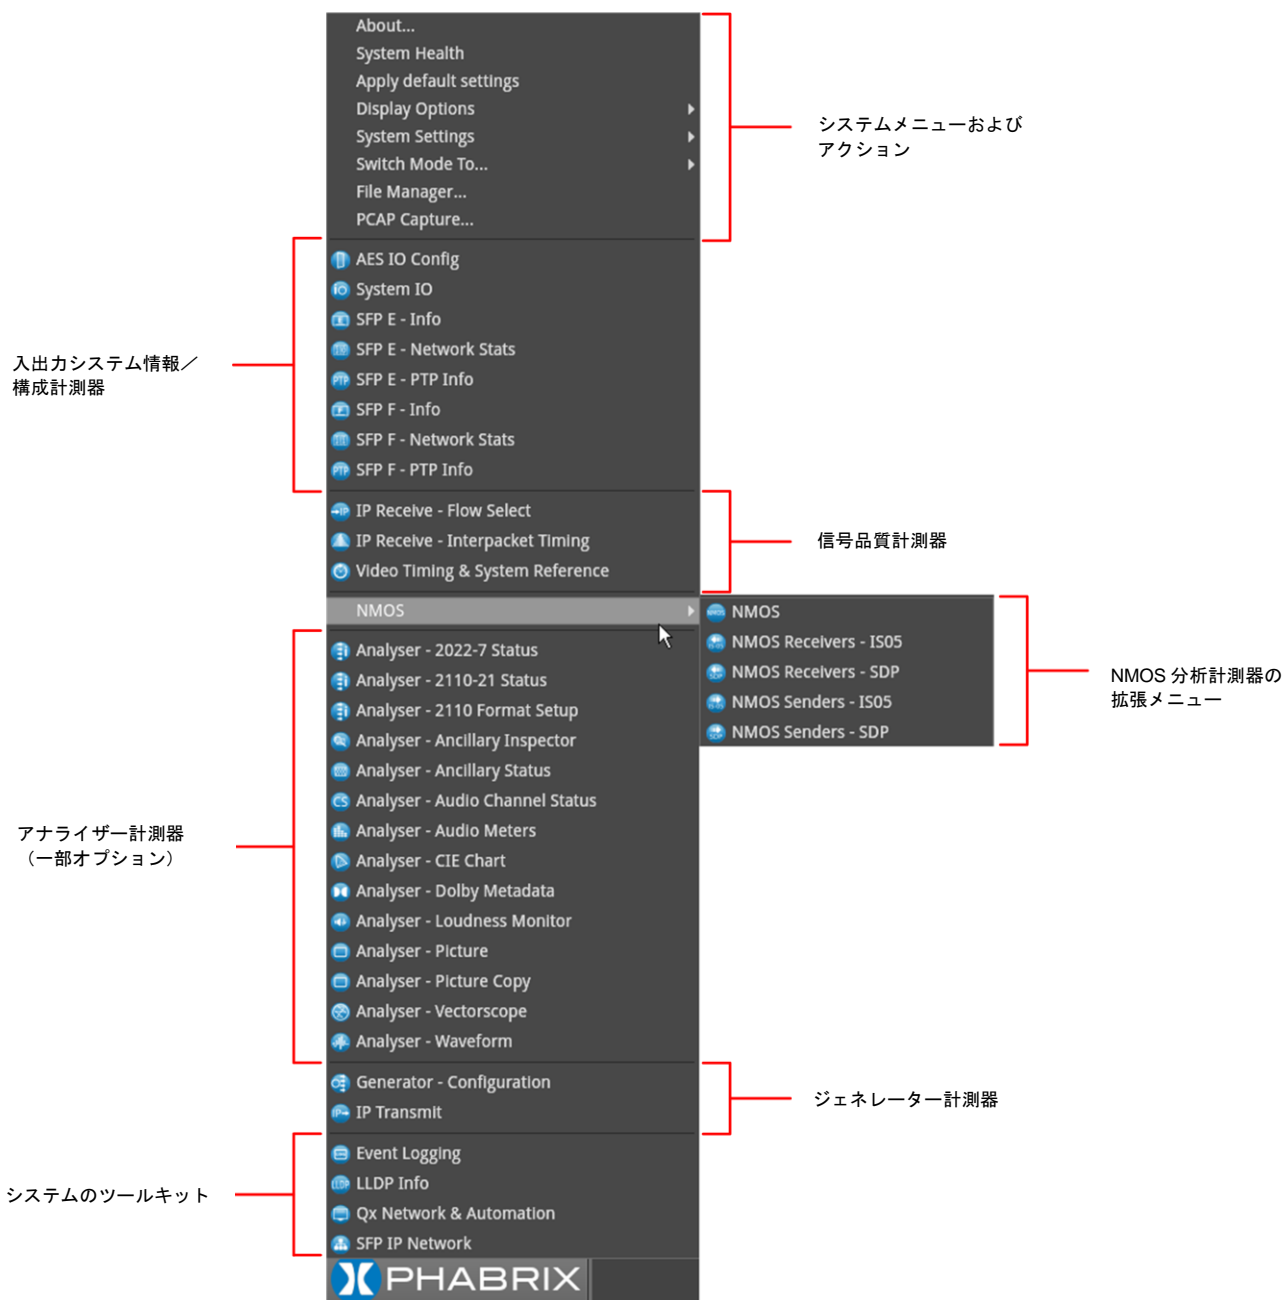 About...
System Health
Apply default settings
Display Options
System Settings
Switch Mode To...
File Manager...
PCAP Capture...
システムメニューおよび
アクション
AES IO Config
System IO
SFP E - Info
SFP E - Network Stats
SFP E - PTP Info
SFP F - Info
SFP F - Network Stats
SFP F - PTP Info
入出力システム情報／
構成計測器
IP Receive - Flow Select
IP Receive - Interpacket Timing
Video Timing & System Reference
信号品質計測器
NMOS
NMOS
NMOS Receivers - IS05
NMOS Receivers - SDP
NMOS Senders - IS05
NMOS Senders - SDP
NMOS 分析計測器の
拡張メニュー
Analyser - 2022-7 Status
Analyser - 2110-21 Status
Analyser - 2110 Format Setup
Analyser - Ancillary Inspector
Analyser - Ancillary Status
Analyser - Audio Channel Status
Analyser - Audio Meters
Analyser - CIE Chart
Analyser - Dolby Metadata
Analyser - Loudness Monitor
Analyser - Picture
Analyser - Picture Copy
Analyser - Vectorscope
Analyser - Waveform
アナライザー計測器
（一部オプション）
Generator - Configuration
IP Transmit
ジェネレーター計測器
Event Logging
LLDP Info
Qx Network & Automation
SFP IP Network
システムのツールキット
PHABRIX